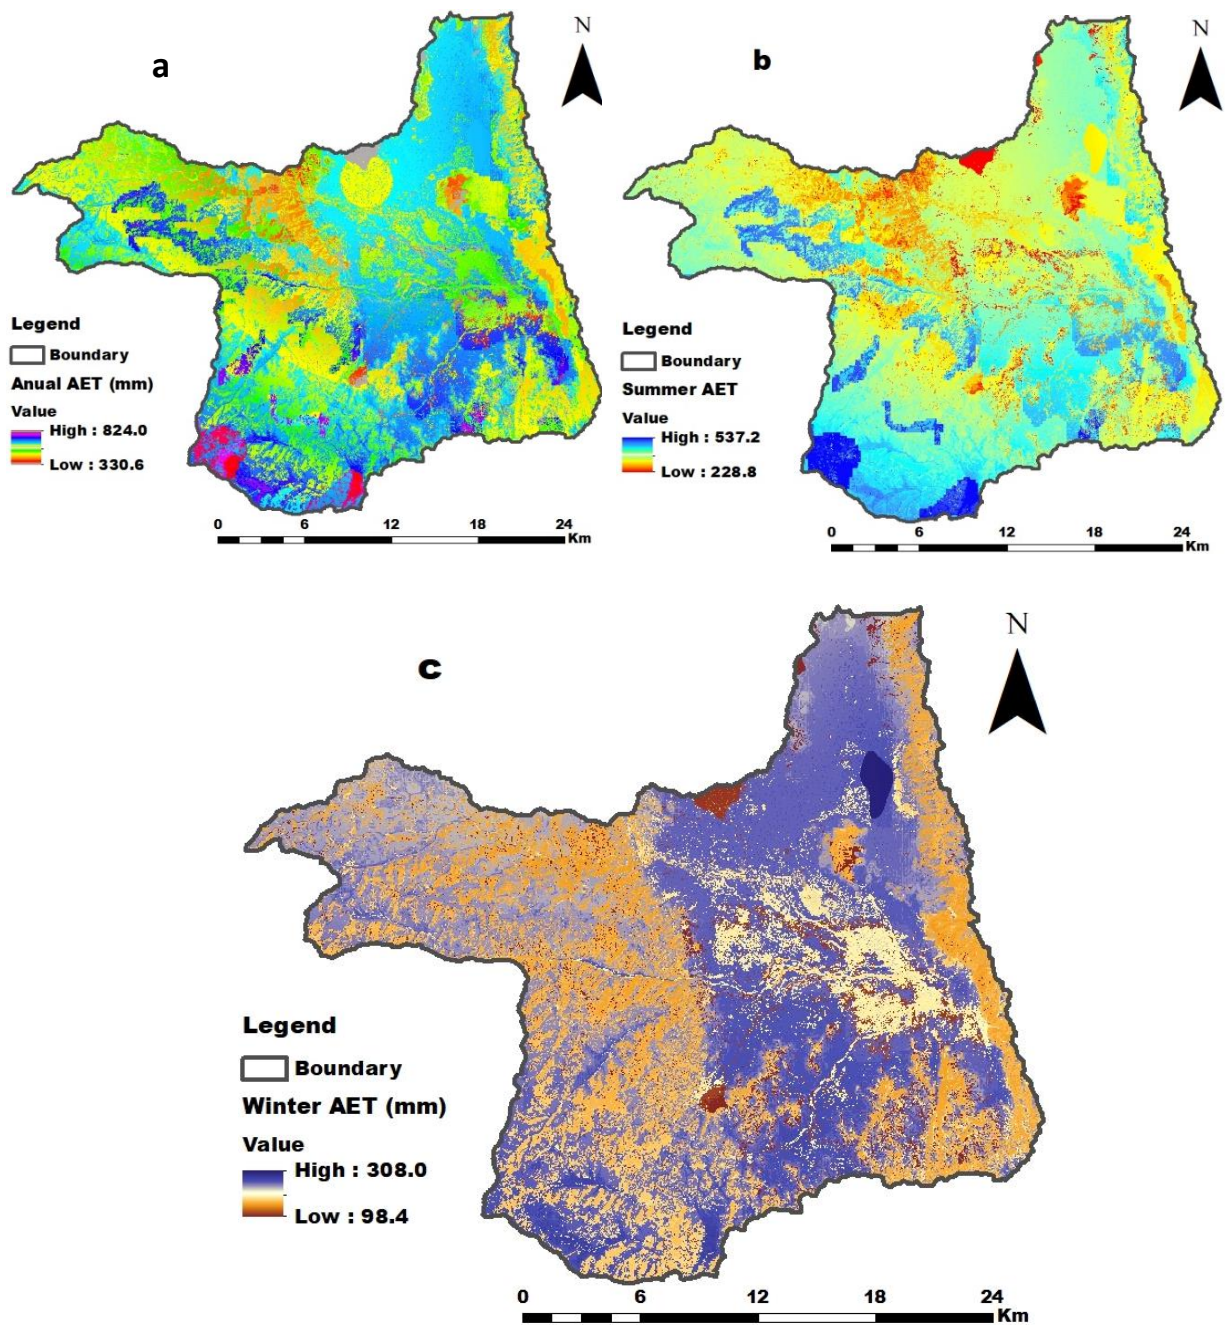 a
N
Legend
Boundary
Anual AET (mm)
Value
High : 824.0
Low : 330.6
0 6 12 18 24
Km
b
N
Legend
Boundary
Summer AET
Value
High : 537.2
Low : 228.8
0 6 12 18 24
Km
c
N
Legend
Boundary
Winter AET (mm)
Value
High : 308.0
Low : 98.4
0 6 12 18 24
Km